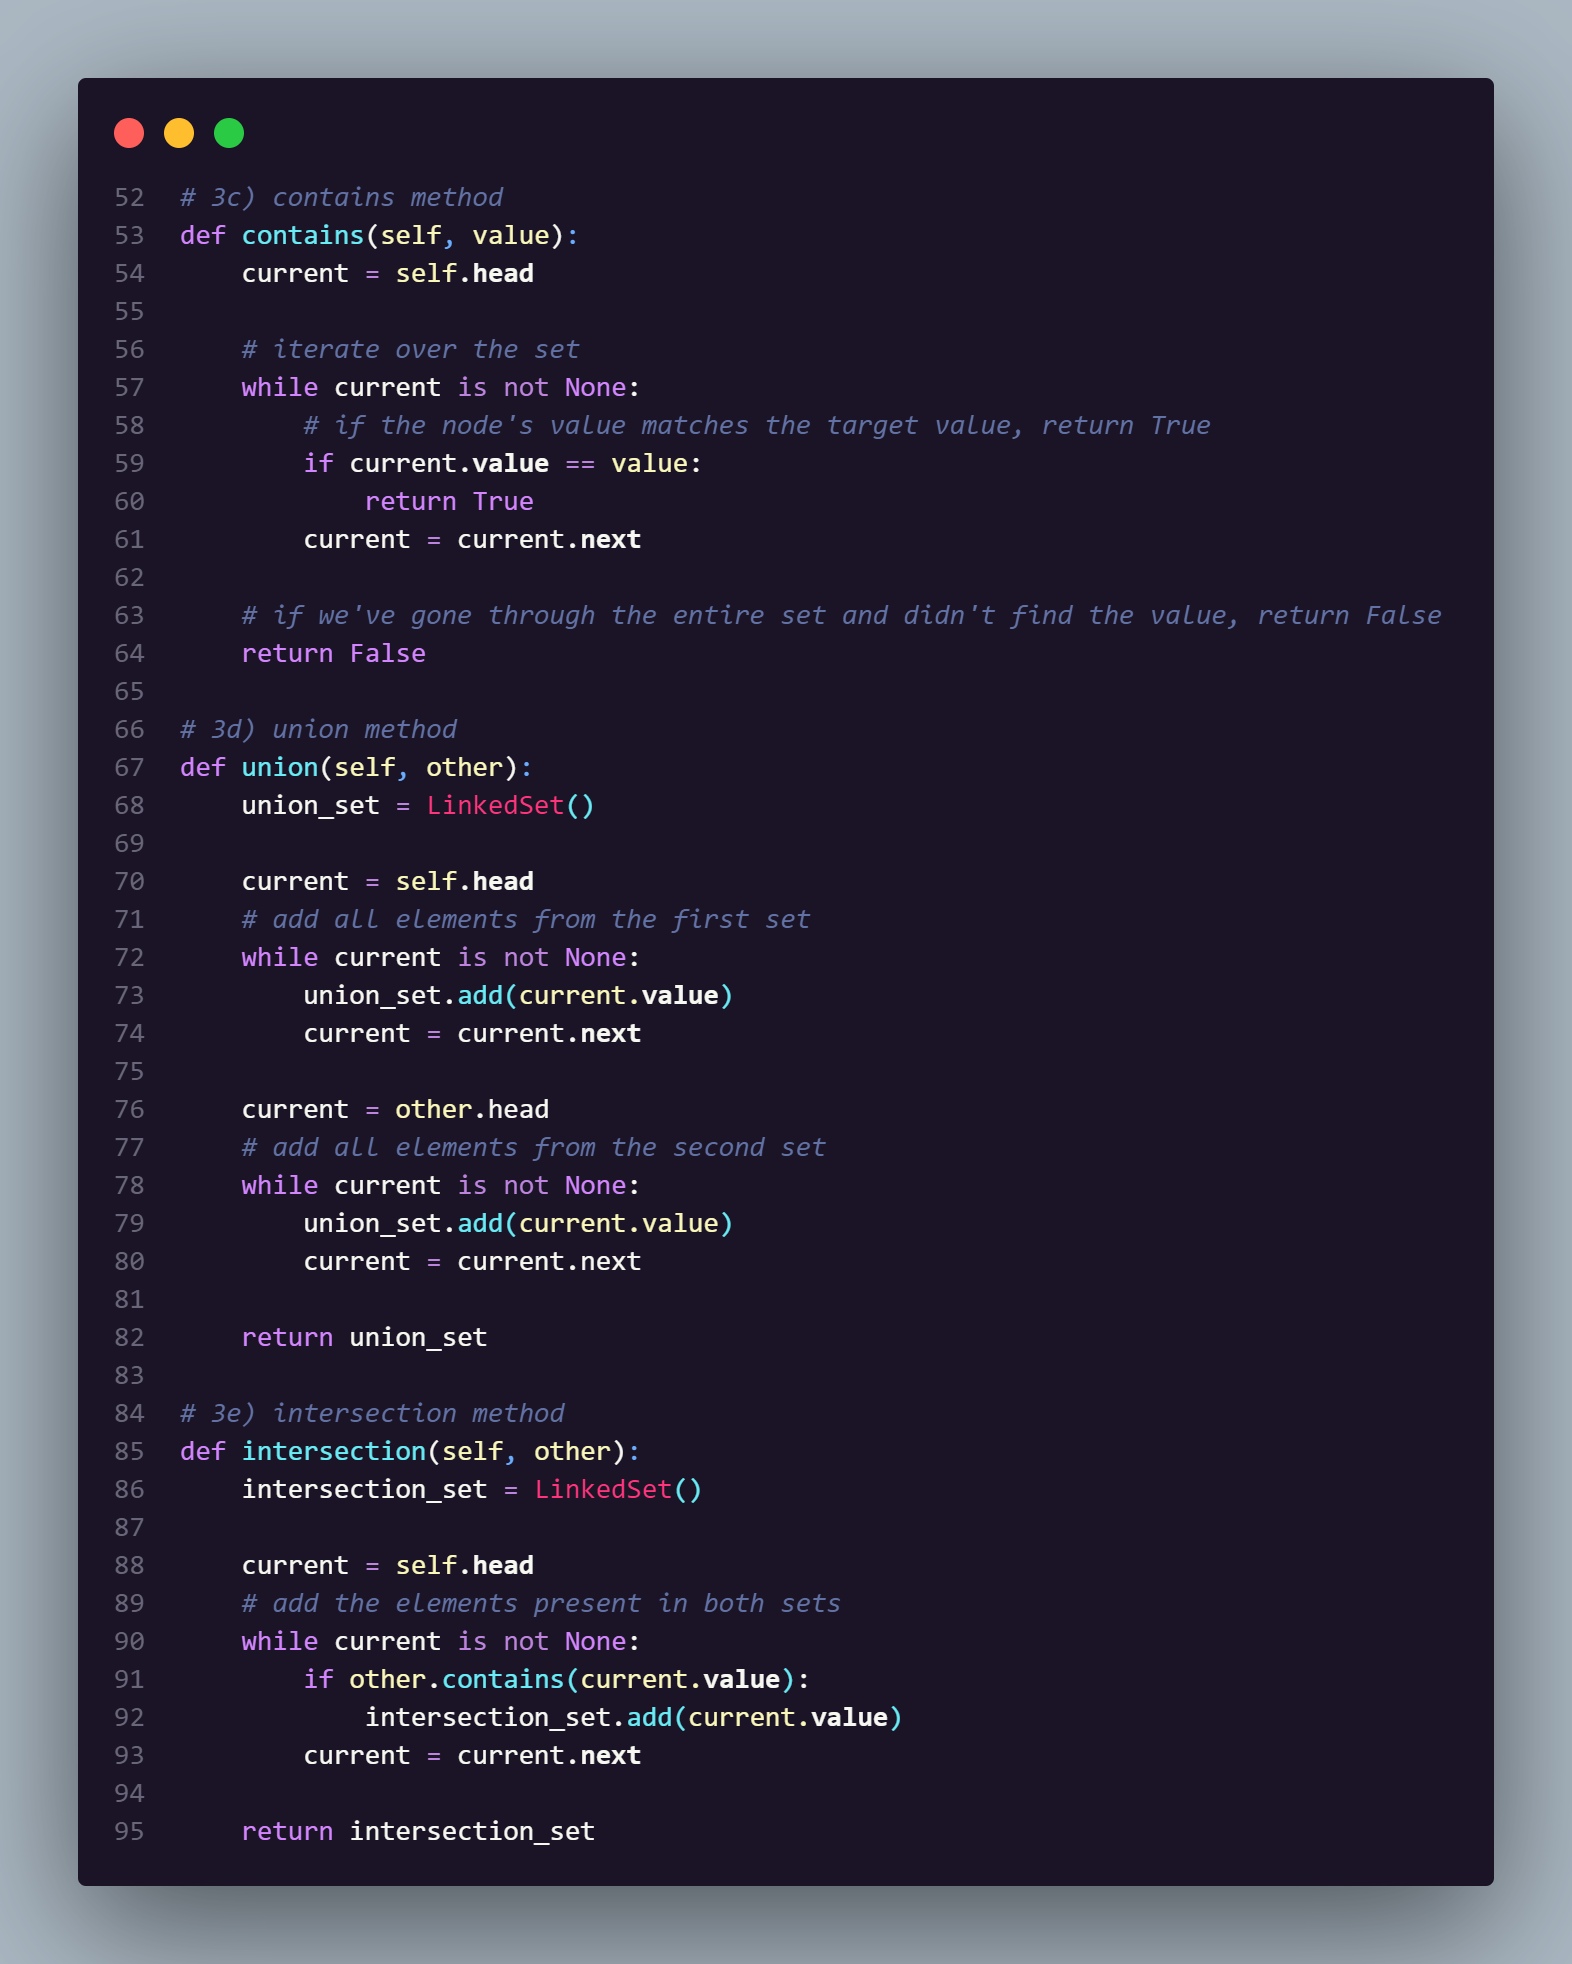 52 # 3c) contains method
53 def contains(self, value):
54     current = self.head
55
56     # iterate over the set
57     while current is not None:
58         # if the node's value matches the target value, return True
59         if current.value == value:
60             return True
61         current = current.next
62
63     # if we've gone through the entire set and didn't find the value, return False
64     return False
65
66 # 3d) union method
67 def union(self, other):
68     union_set = LinkedSet()
69
70     current = self.head
71     # add all elements from the first set
72     while current is not None:
73         union_set.add(current.value)
74         current = current.next
75
76     current = other.head
77     # add all elements from the second set
78     while current is not None:
79         union_set.add(current.value)
80         current = current.next
81
82     return union_set
83
84 # 3e) intersection method
85 def intersection(self, other):
86     intersection_set = LinkedSet()
87
88     current = self.head
89     # add the elements present in both sets
90     while current is not None:
91         if other.contains(current.value):
92             intersection_set.add(current.value)
93         current = current.next
94
95     return intersection_set